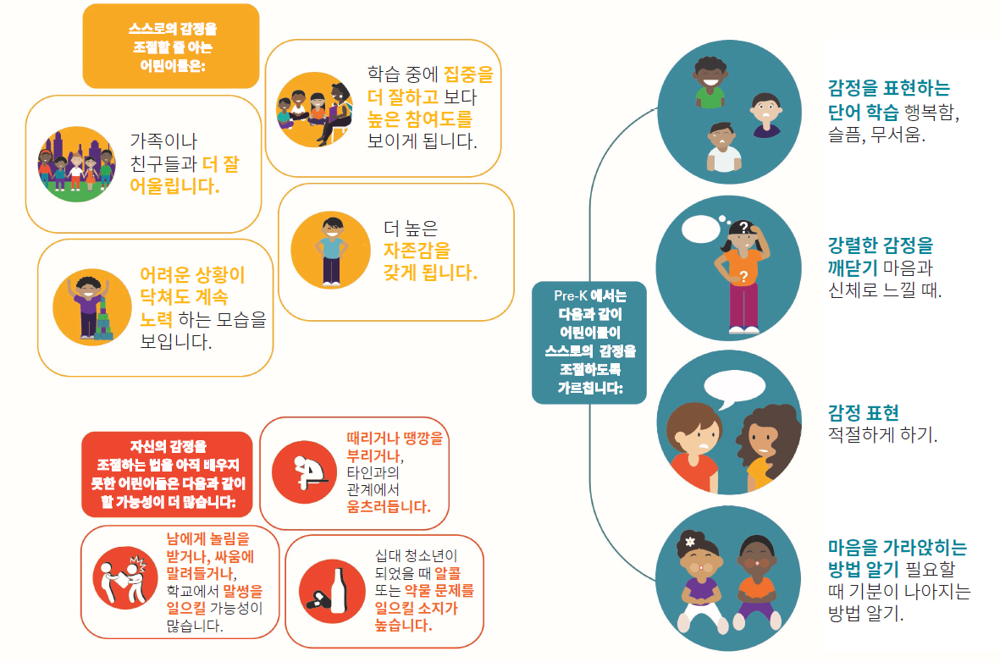 스스로의 감정을
조절할 줄 아는
어린이들은:
가족이나
친구들과 더 잘
어울립니다.
학습 중에 집중을
더 잘하고 보다
높은 참여도를
보이게 됩니다.
어려운 상황이
닥쳐도 계속
노력 하는 모습을
보입니다.
더 높은
자존감을
갖게 됩니다.
자신의 감정을
조절하는 법을 아직 배우지
못한 어린이들은 다음과 같이
할 가능성이 더 많습니다:
때리거나 땡깡을
부리거나,
타인과의
관계에서
움츠러듭니다.
남에게 놀림을
받거나, 싸움에
말려들거나,
학교에서 말썽을
일으킬 가능성이
많습니다.
십대 청소년이
되었을 때 알콜
또는 약물 문제를
일으킬 소지가
높습니다.
Pre-K 에서는
다음과 같이
어린이들이
스스로의 감정을
조절하도록
가르칩니다:
감정을 표현하는
단어 학습 행복함,
슬픔, 무서움.
?
?
강렬한 감정을
깨닫기 마음과
신체로 느낄 때.
감정 표현
적절하게 하기.
마음을 가라앉히는
방법 알기 필요할
때 기분이 나아지는
방법 알기.